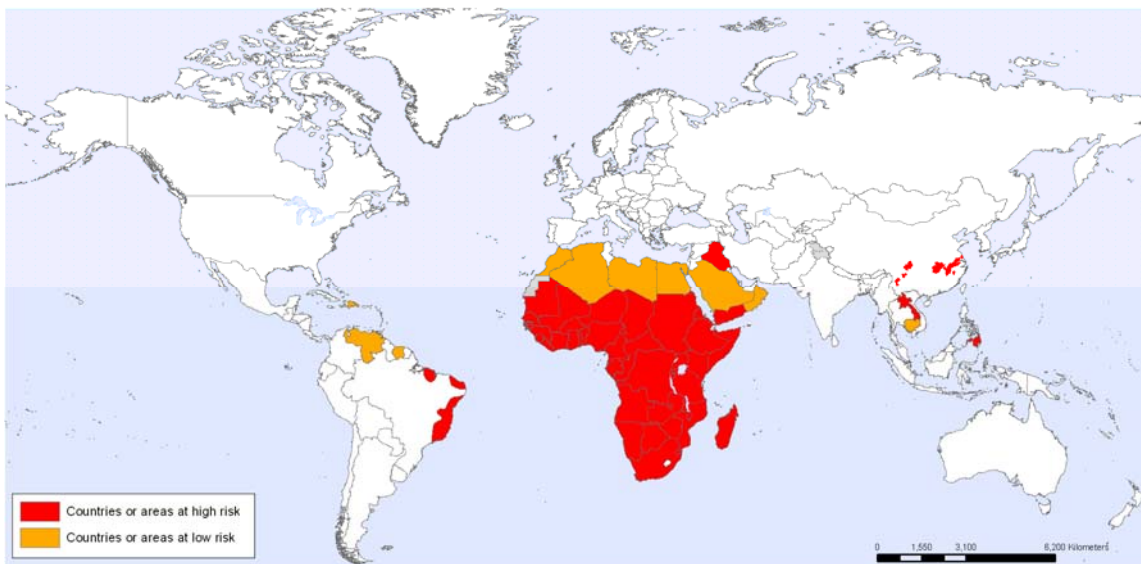 Countries or areas at high risk
Countries or areas at low risk
0 1,550 3,100 6,200 Kilometers